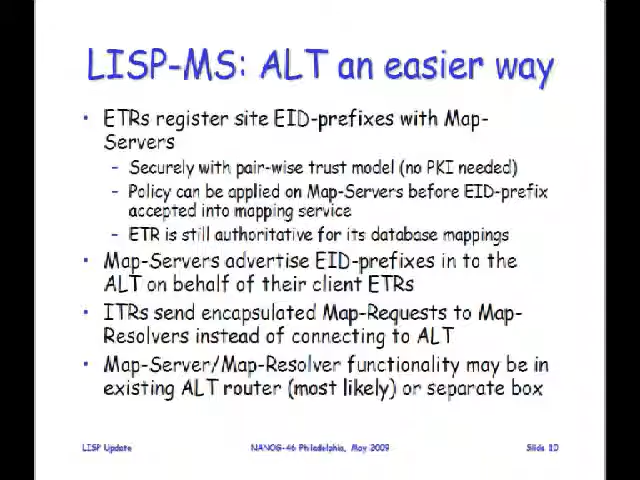 LISP-MS: ALT an easier way
• ETRs register site EID-prefixes with Map-
Servers
– Securely with pair-wise trust model (no PKI needed)
– Policy can be applied on Map-Servers before EID-prefix
accepted into mapping service
– ETR is still authoritative for its database mappings
• Map-Servers advertise EID-prefixes in to the
ALT on behalf of their client ETRs
• ITRs send encapsulated Map-Requests to Map-
Resolvers instead of connecting to ALT
• Map-Server/Map-Resolver functionality may be in
existing ALT router (most likely) or separate box
LISP Update NANOG-46 Philadelphia, May 2009 Slide 10